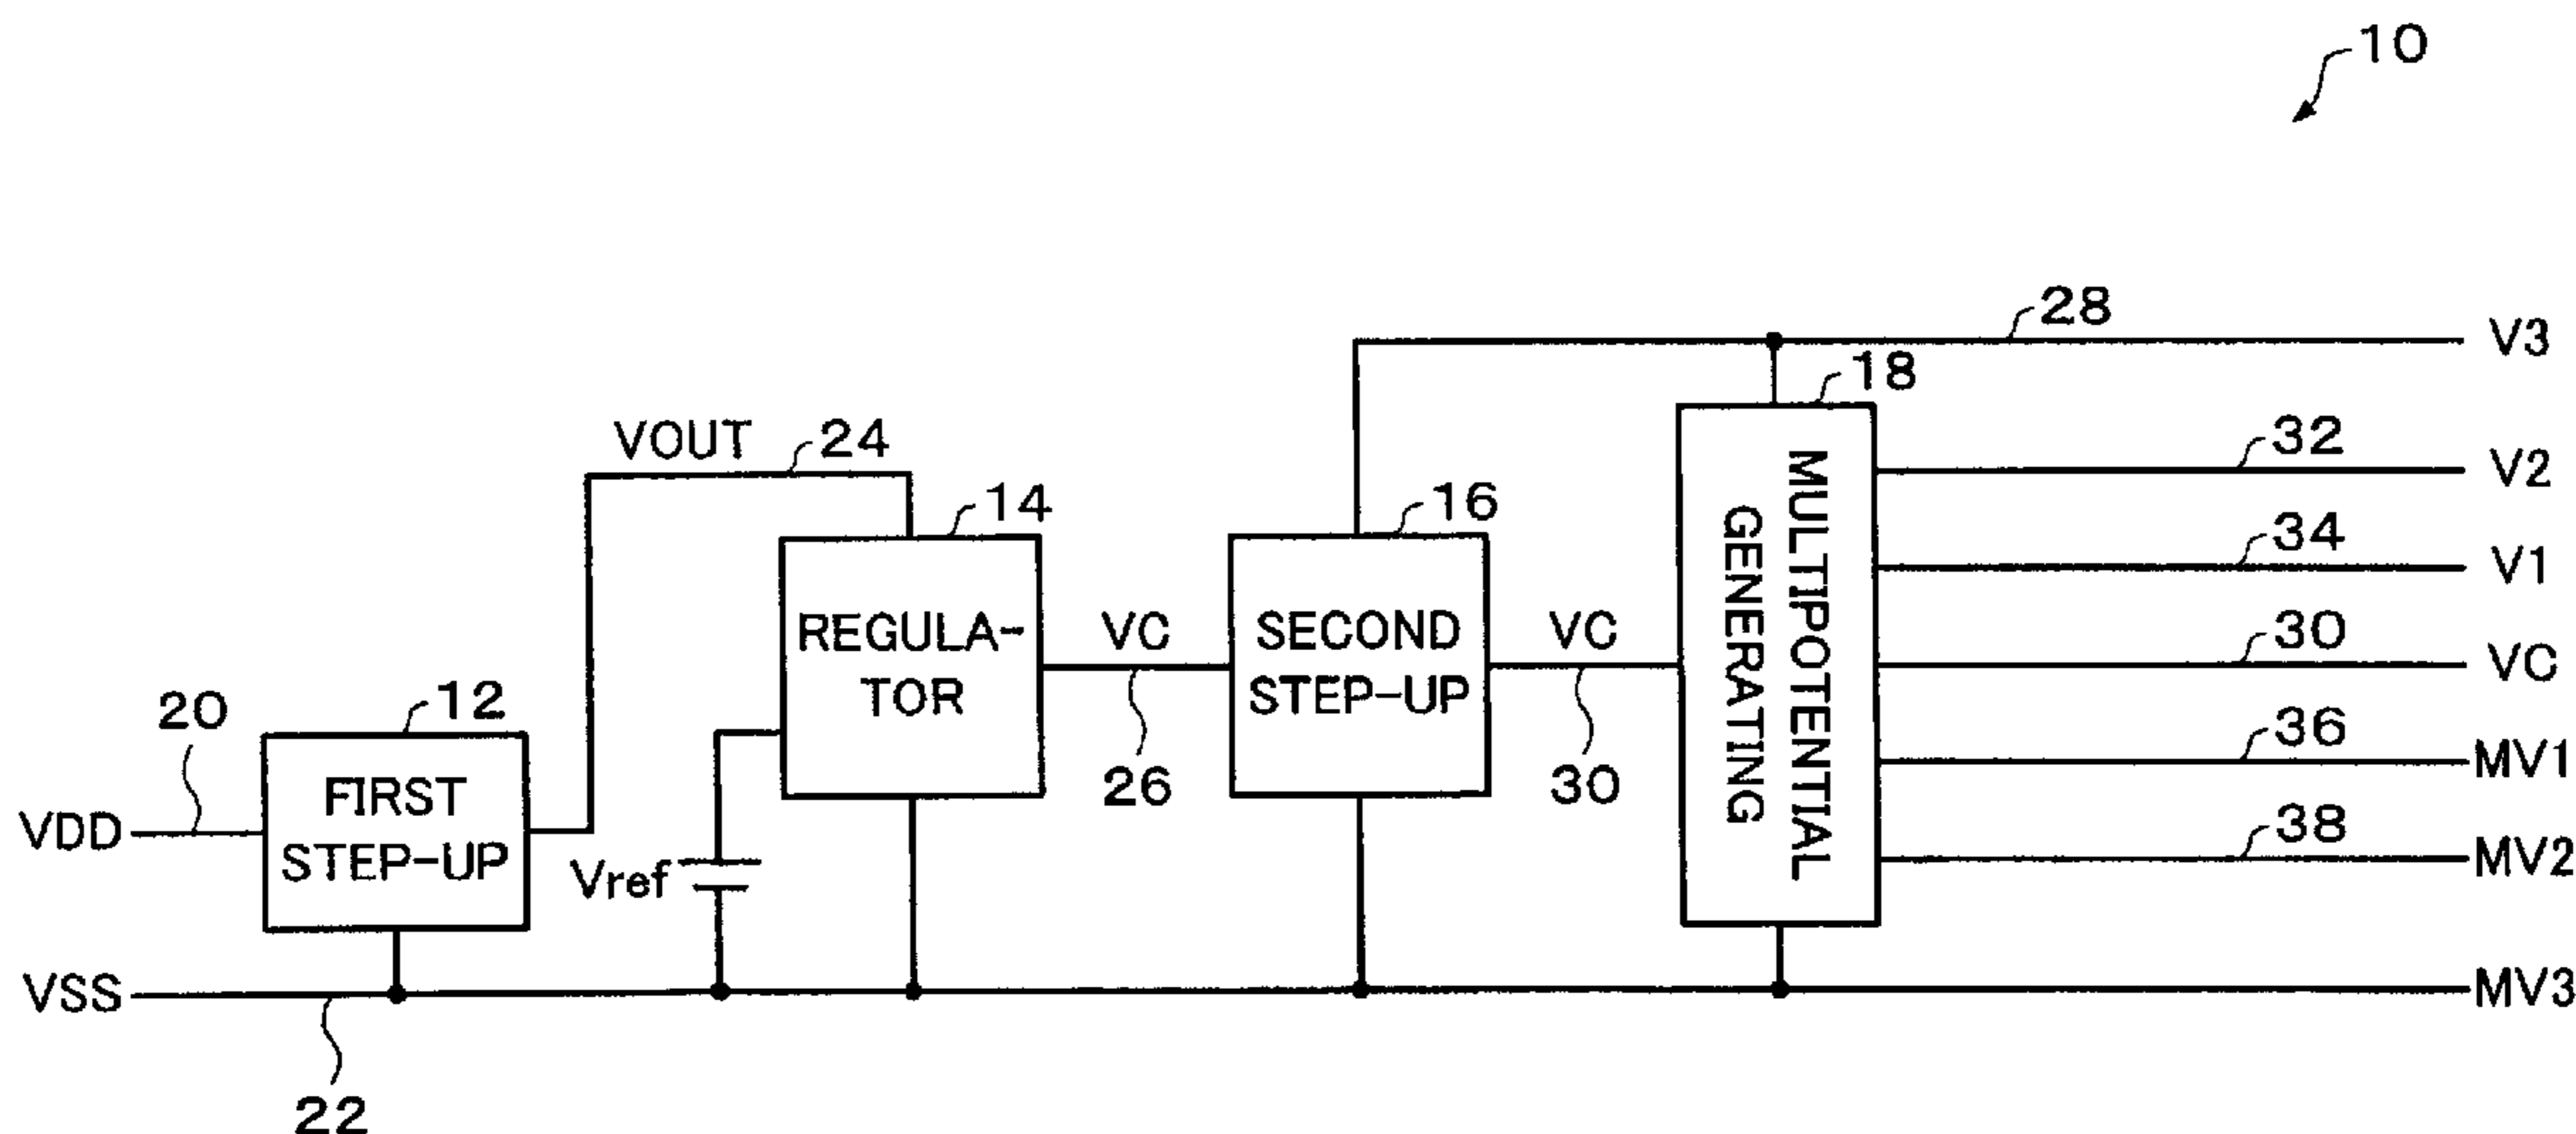 10
28
V3
18
VOUT
24
32
V2
14
16
34
V1
REGULA-
TOR
VC
SECOND
STEP-UP
VC
MULTIPOTENTIAL
GENERATING
30
VC
20
12
26
30
36
MV1
VDD
FIRST
STEP-UP
Vref
38
MV2
VSS
MV3
22